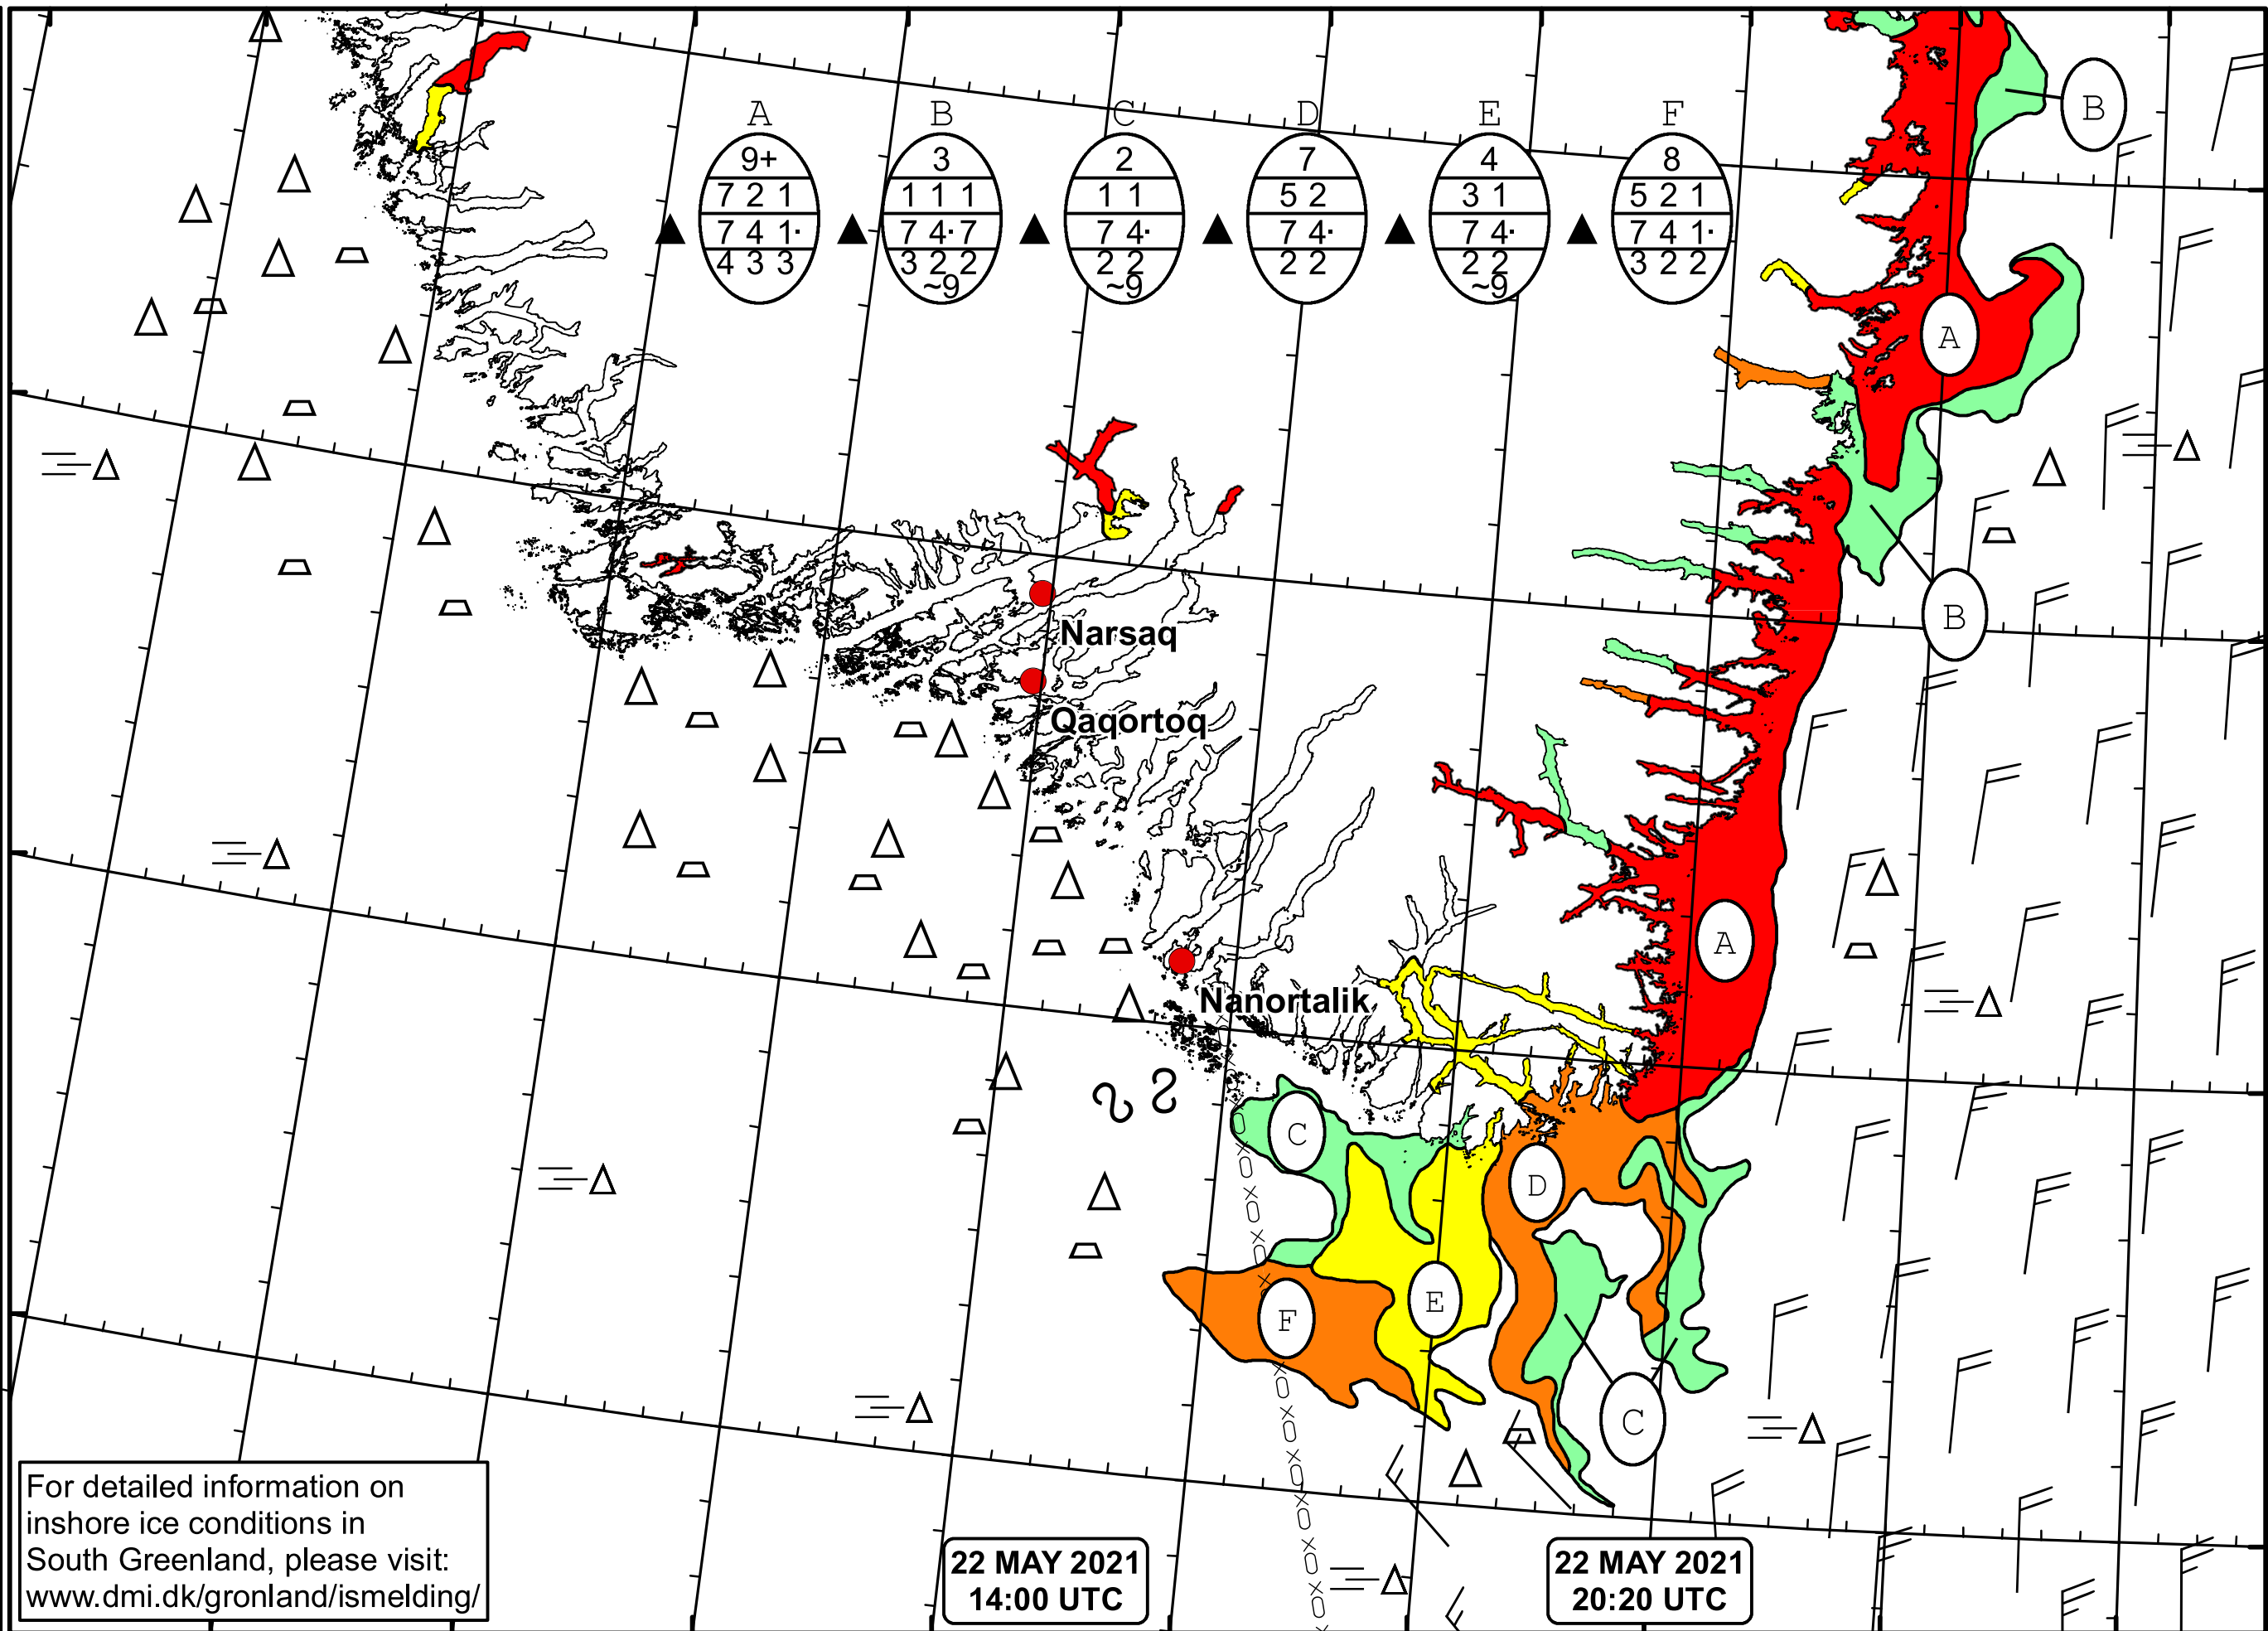 A B C D E F
9+ 3 2 7 4 8
7 2 1 1 1 1 1 1 5 2 3 1 5 2 1
7 4 1· 7 4· 7 7 4· 7 4· 7 4· 7 4 1·
4 3 3 3 2 2 2 2 2 2 2 2 3 2 2
~9 ~9 ~9
B
A
B
Narsaq
Qaqortoq
A
Nanortalik
C
D
E
F
C
For detailed information on
inshore ice conditions in
South Greenland, please visit:
www.dmi.dk/gronland/ismelding/
22 MAY 2021
14:00 UTC
22 MAY 2021
20:20 UTC